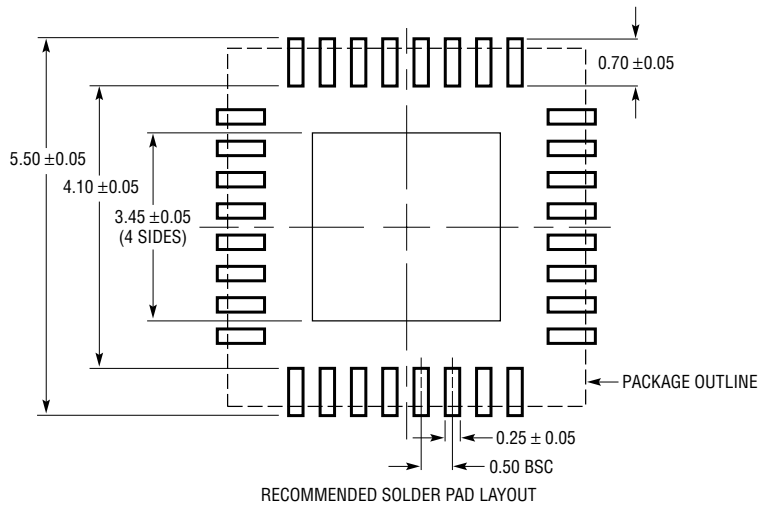 0.70 ±0.05
5.50 ±0.05
4.10 ±0.05
3.45 ±0.05
(4 SIDES)
PACKAGE OUTLINE
0.25 ± 0.05
0.50 BSC
RECOMMENDED SOLDER PAD LAYOUT